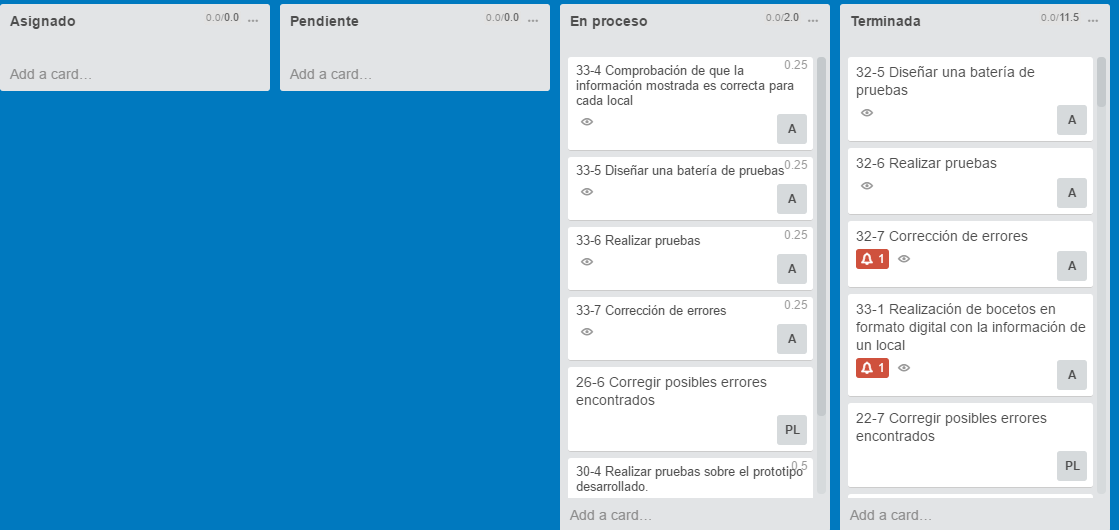 Asignado
0.0/0.0
Add a card...
Pendiente
0.0/0.0
Add a card...
En proceso
0.0/2.0
33-4 Comprobación de que la
información mostrada es correcta para
cada local
0.25
A
33-5 Diseñar una batería de pruebas
0.25
A
33-6 Realizar pruebas
0.25
A
33-7 Corrección de errores
0.25
A
26-6 Corregir posibles errores
encontrados
PL
30-4 Realizar pruebas sobre el prototipo
desarrollado.
0.5
Add a card...
Terminada
0.0/11.5
32-5 Diseñar una batería de
pruebas
A
32-6 Realizar pruebas
A
32-7 Corrección de errores
1
A
33-1 Realización de bocetos en
formato digital con la información de
un local
1
A
22-7 Corregir posibles errores
encontrados
PL
Add a card...